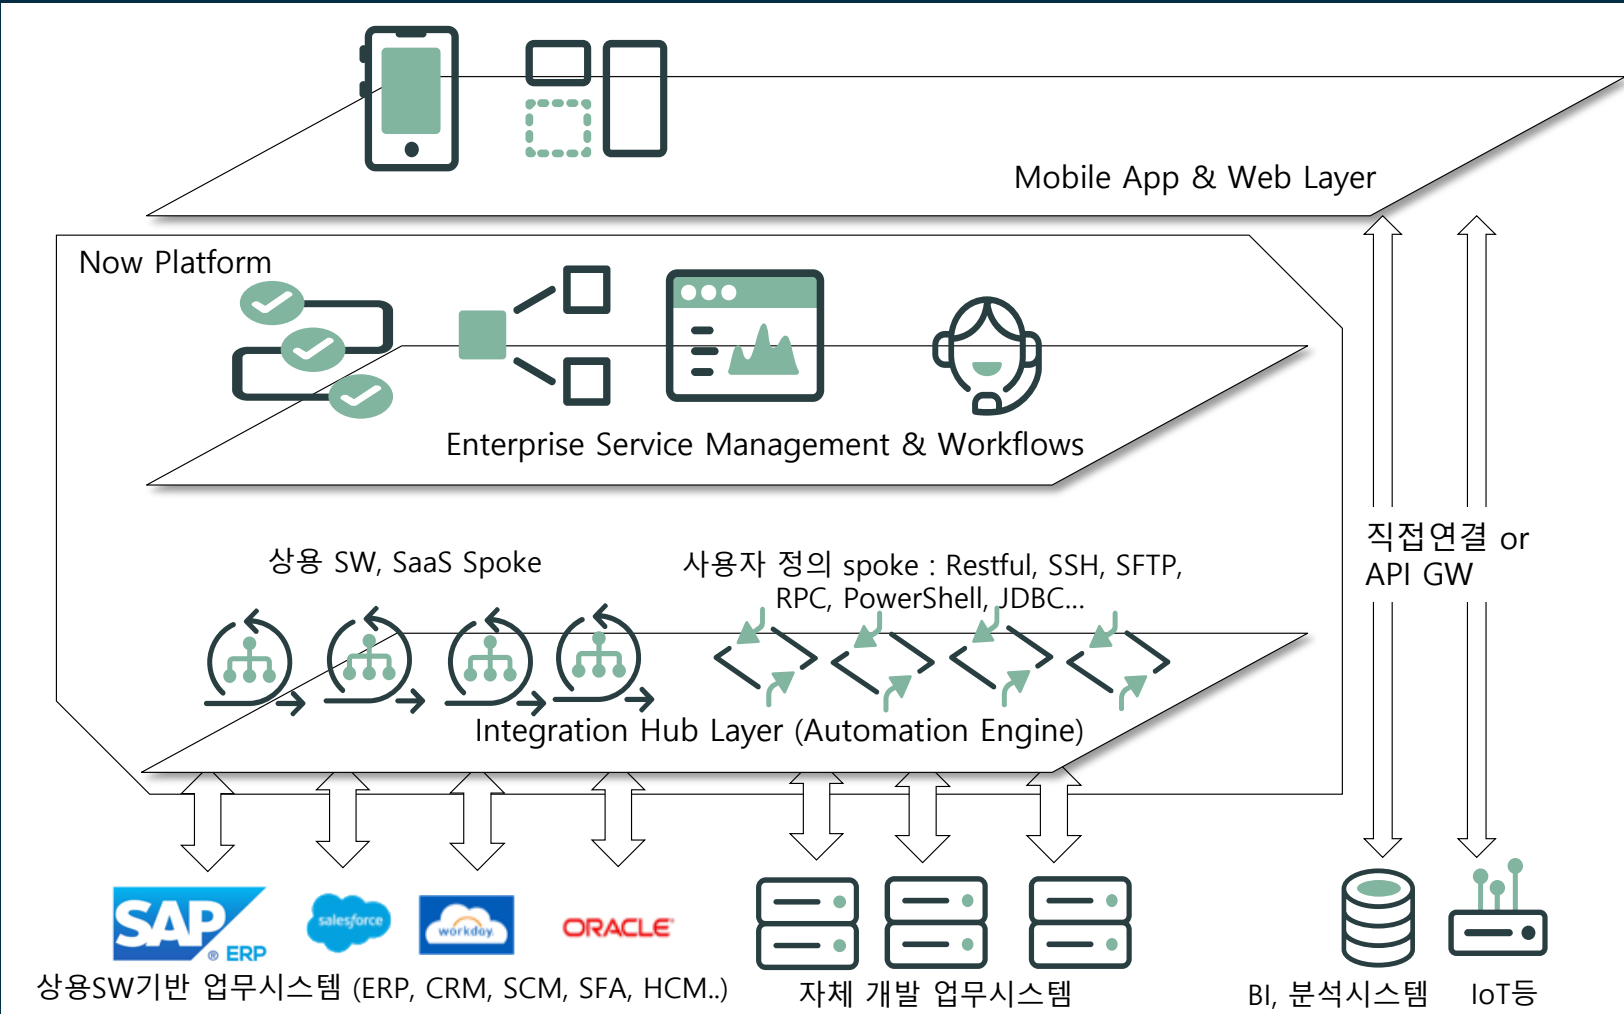 Mobile App & Web Layer
Now Platform
Enterprise Service Management & Workflows
직접연결 or
API GW
상용 SW, SaaS Spoke
사용자 정의 spoke : Restful, SSH, SFTP,
RPC, PowerShell, JDBC...
Integration Hub Layer (Automation Engine)
SAP
® ERP
salesforce
workday.
ORACLE
상용SW기반 업무시스템 (ERP, CRM, SCM, SFA, HCM..)
자체 개발 업무시스템
BI, 분석시스템
IoT등